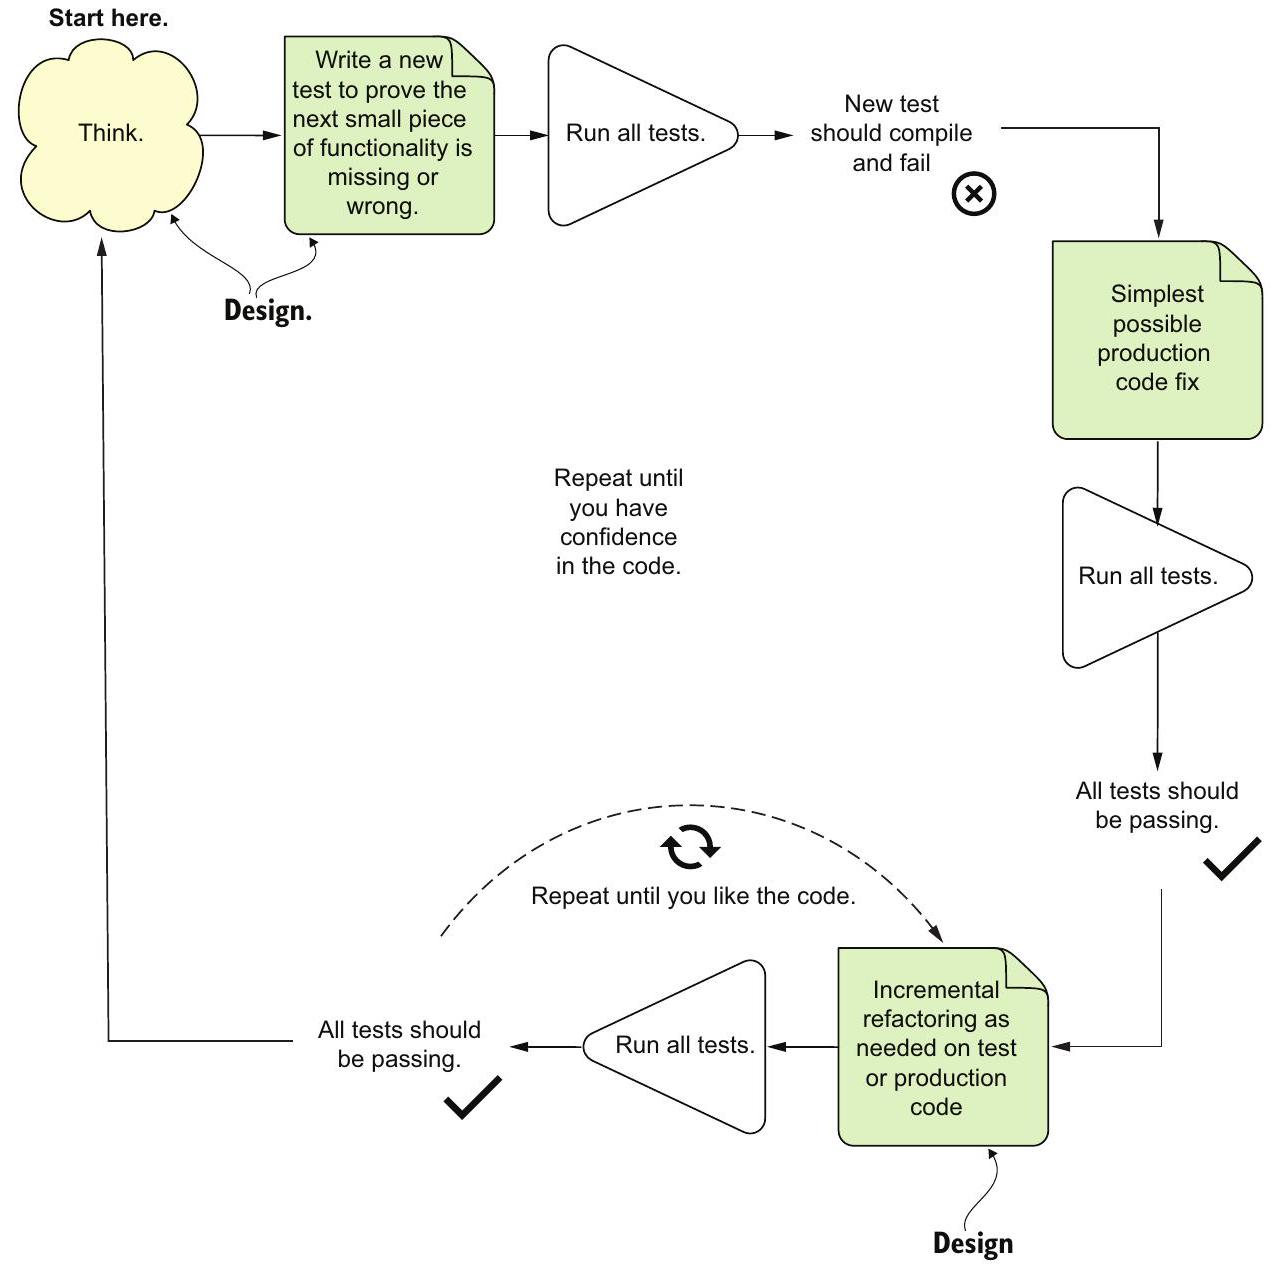 Start here.
Think.
Write a new
test to prove the
next small piece
of functionality is
missing or
wrong.
Run all tests.
New test
should compile
and fail
Design.
Simplest
possible
production
code fix
Repeat until
you have
confidence
in the code.
Run all tests.
All tests should
be passing.
Repeat until you like the code.
Incremental
refactoring as
needed on test
or production
code
Run all tests.
All tests should
be passing.
Design